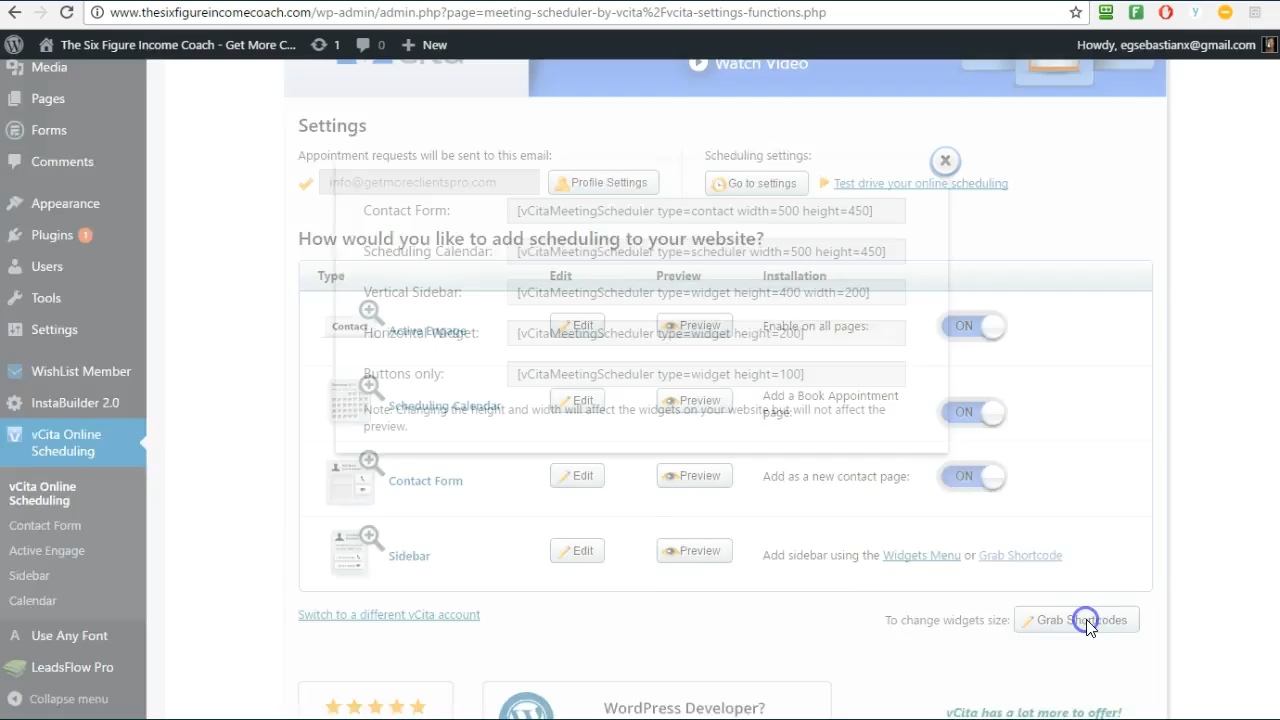 www.thesixfigureincomecoach.com/wp-admin/admin.php?page=meeting-scheduler-by-vcita%2Fvcita-settings-functions.php
The Six Figure Income Coach - Get More C... 1 0 New Howdy, egsebastianx@gmail.com
Media
Pages
Forms
Comments
Appearance
Plugins 1
Users
Tools
Settings
WishList Member
InstaBuilder 2.0
vCita Online
Scheduling
vCita Online
Scheduling
Contact Form
Active Engage
Sidebar
Calendar
Use Any Font
LeadsFlow Pro
Collapse menu
Watch Video
Settings
Appointment requests will be sent to this email: Scheduling settings:
info@getmoreclientspro.com Profile Settings Go to settings Test drive your online scheduling
Contact Form: [vCitaMeetingScheduler type=contact width=500 height=450]
How would you like to add scheduling to your website?
Scheduling Calendar: [vCitaMeetingScheduler type=scheduler width=500 height=450]
Type Edit Preview Installation
Vertical Sidebar: [vCitaMeetingScheduler type=widget height=400 width=200]
Contact Active Engage Edit Preview Enable on all pages: ON
Horizontal Widget: [vCitaMeetingScheduler type=widget height=200]
Buttons only: [vCitaMeetingScheduler type=widget height=100]
Scheduling Calendar Edit Preview Add a Book Appointment
page: ON
Note: Changing the height and width will affect the widgets on your website but will not affect the
preview.
Contact Form Edit Preview Add as a new contact page: ON
Sidebar Edit Preview Add sidebar using the Widgets Menu or Grab Shortcode
Switch to a different vCita account To change widgets size: Grab Shortcodes
WordPress Developer?
vCita has a lot more to offer!